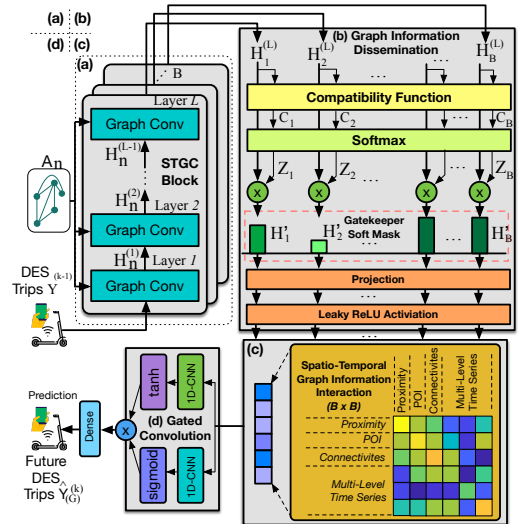 (a) (b)
(d) (c)
(a)
B
Layer L
Graph Conv
H_n^(L-1)
STGC
Block
H_n^(2)
Layer 2
Graph Conv
H_n^(1)
Layer 1
Graph Conv
A_n
DES
Trips Y^(k-1)
(b) Graph Information
Dissemination
H_1^(L) H_2^(L) ... H_B^(L)
Compatibility Function
C_1 C_2 ... C_B
Softmax
Z_1 Z_2 ... Z_B
x x x x
Gatekeeper
Soft Mask
H'_1 H'_2 ... H'_B
Projection
Leaky ReLU Activiation
(c)
Spatio-Temporal
Graph Information
Interaction
(B x B)
Proximity
POI
Connectivites
Multi-Level
Time Series
Proximity
POI
Connectivites
Multi-Level
Time Series
tanh
1D-CNN
(d) Gated
Convolution
sigmoid
1D-CNN
x
Dense
Prediction
Future
DES
Trips Ŷ_(G)^(k)